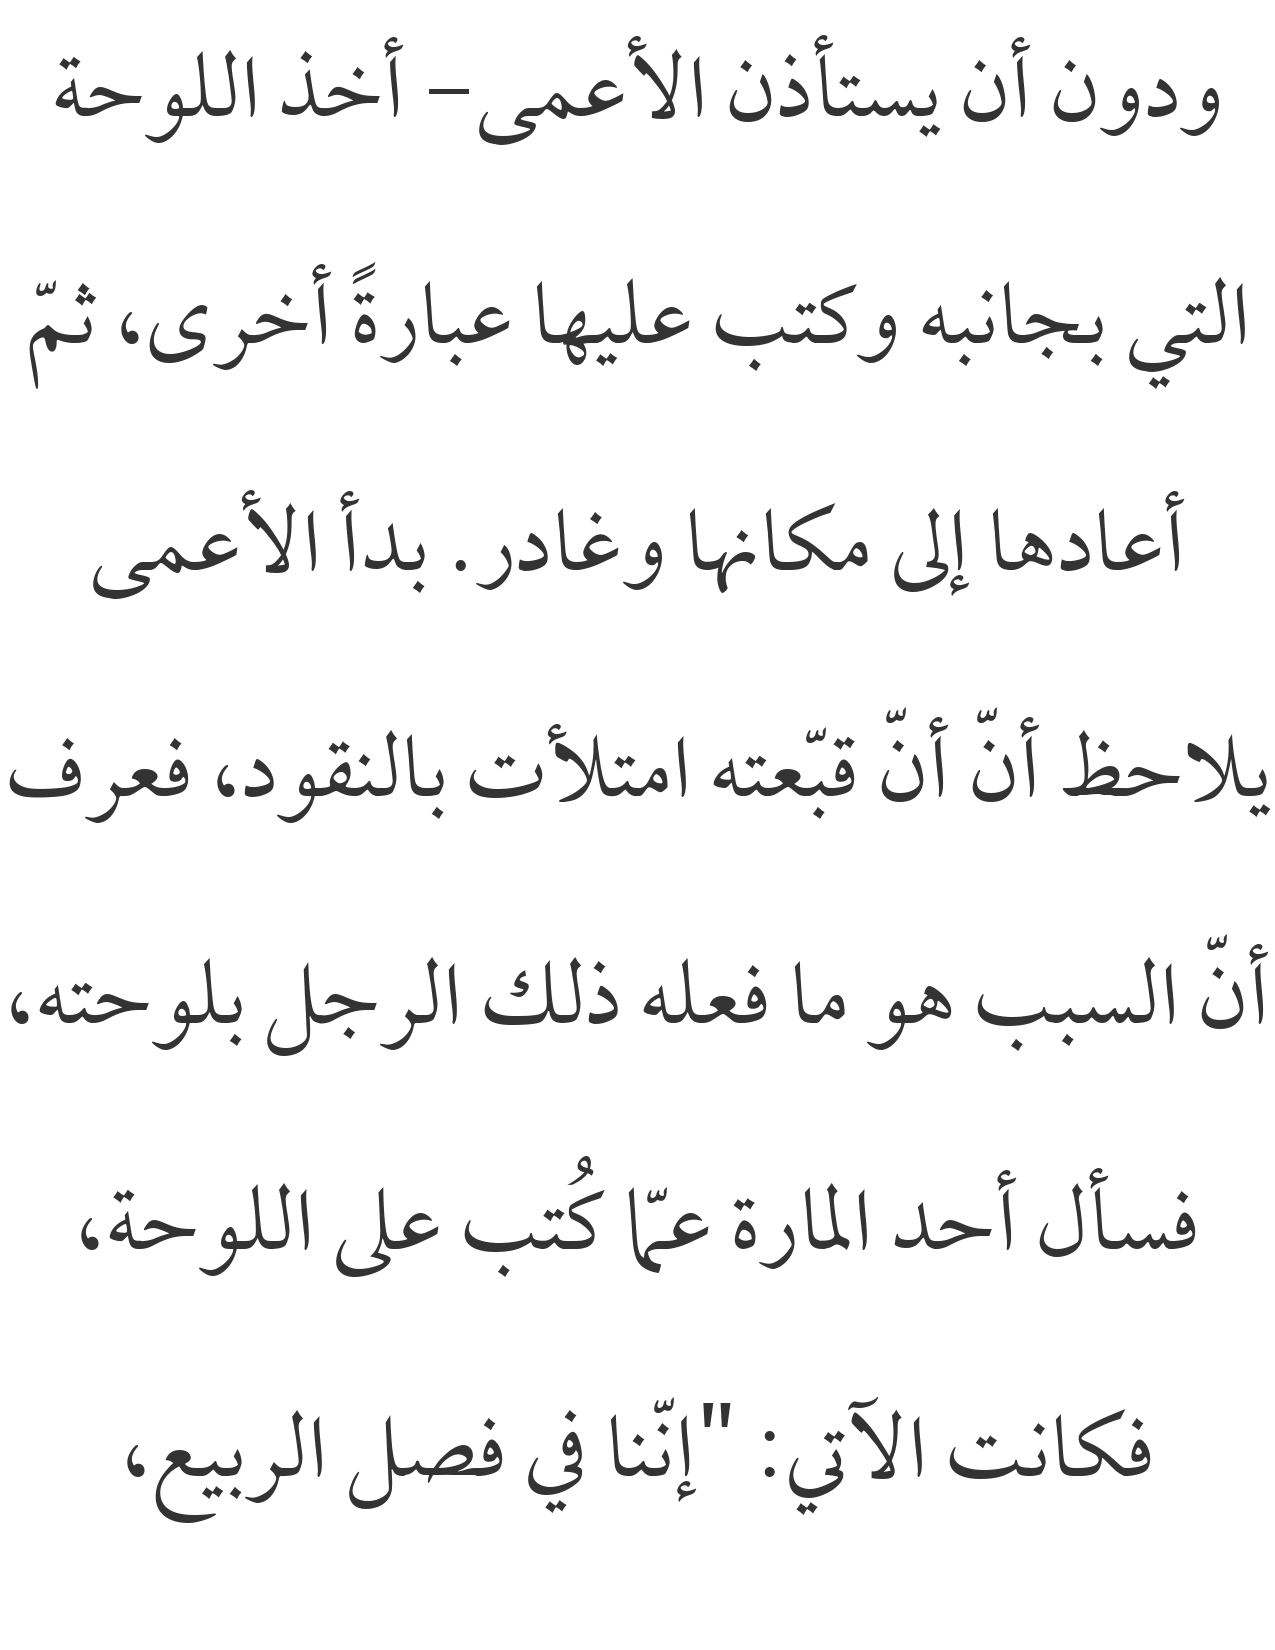 ودون أن يستأذن الأعمى– أخذ اللوحة
التي بجانبه وكتب عليها عبارةً أخرى، ثمّ
أعادها إلى مكانها وغادر. بدأ الأعمى
يلاحظ أنّ أنّ قبّعته امتلأت بالنقود، فعرف
أنّ السبب هو ما فعله ذلك الرجل بلوحته،
فسأل أحد المارة عمّا كُتب على اللوحة،
فكانت الآتي: "إنّنا في فصل الربيع،